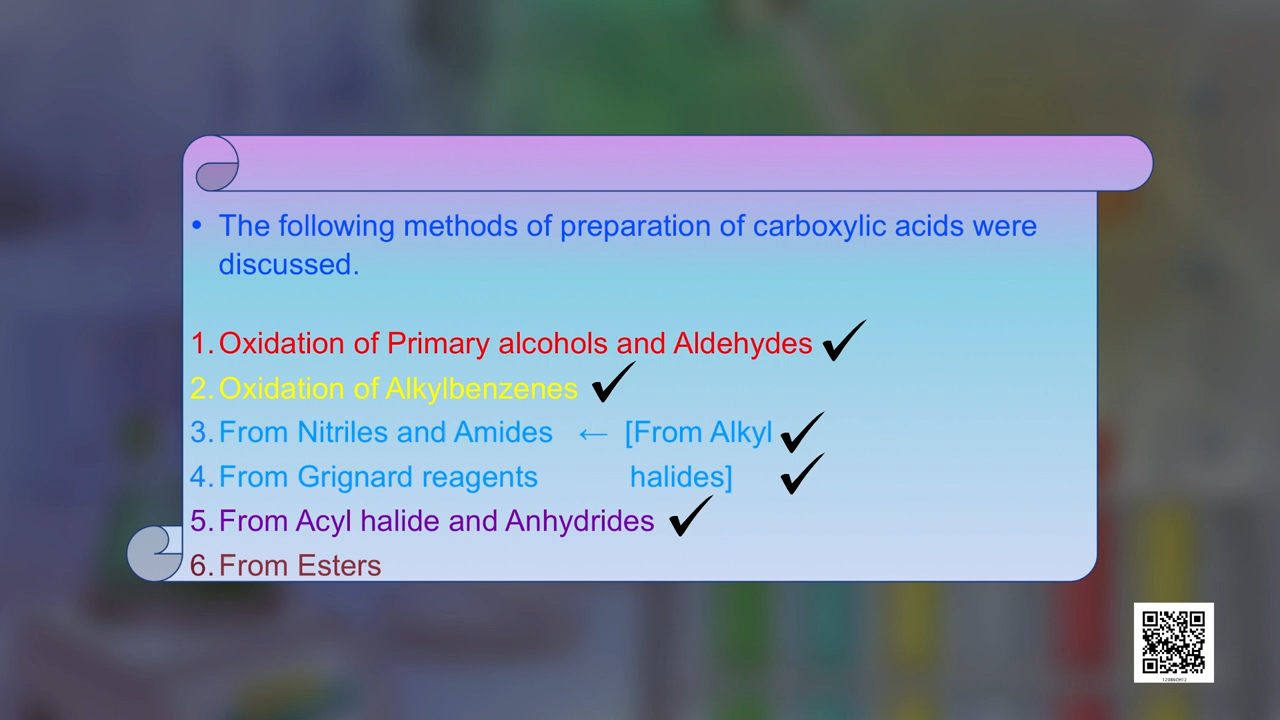 • The following methods of preparation of carboxylic acids were
discussed.
1. Oxidation of Primary alcohols and Aldehydes ✓
2. Oxidation of Alkylbenzenes ✓
3. From Nitriles and Amides ← [From Alkyl ✓
4. From Grignard reagents halides] ✓
5. From Acyl halide and Anhydrides ✓
6. From Esters